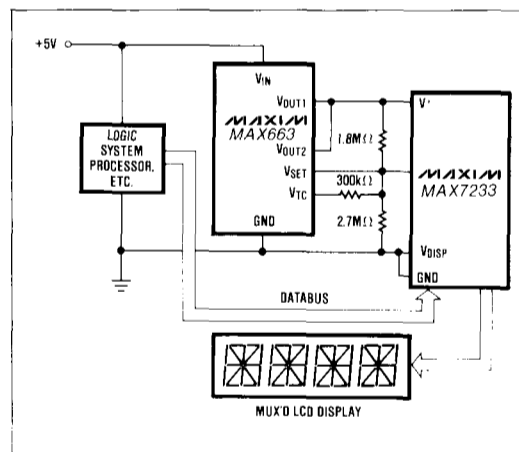 +5V
VIN
VOUT1
MAXIM
MAX663
VOUT2
VSET
VTC
GND
LOGIC
SYSTEM
PROCESSOR,
ETC.
1.8MΩ
300kΩ
2.7MΩ
V+
MAXIM
MAX7233
VDISP
GND
DATABUS
MUX'D LCD DISPLAY